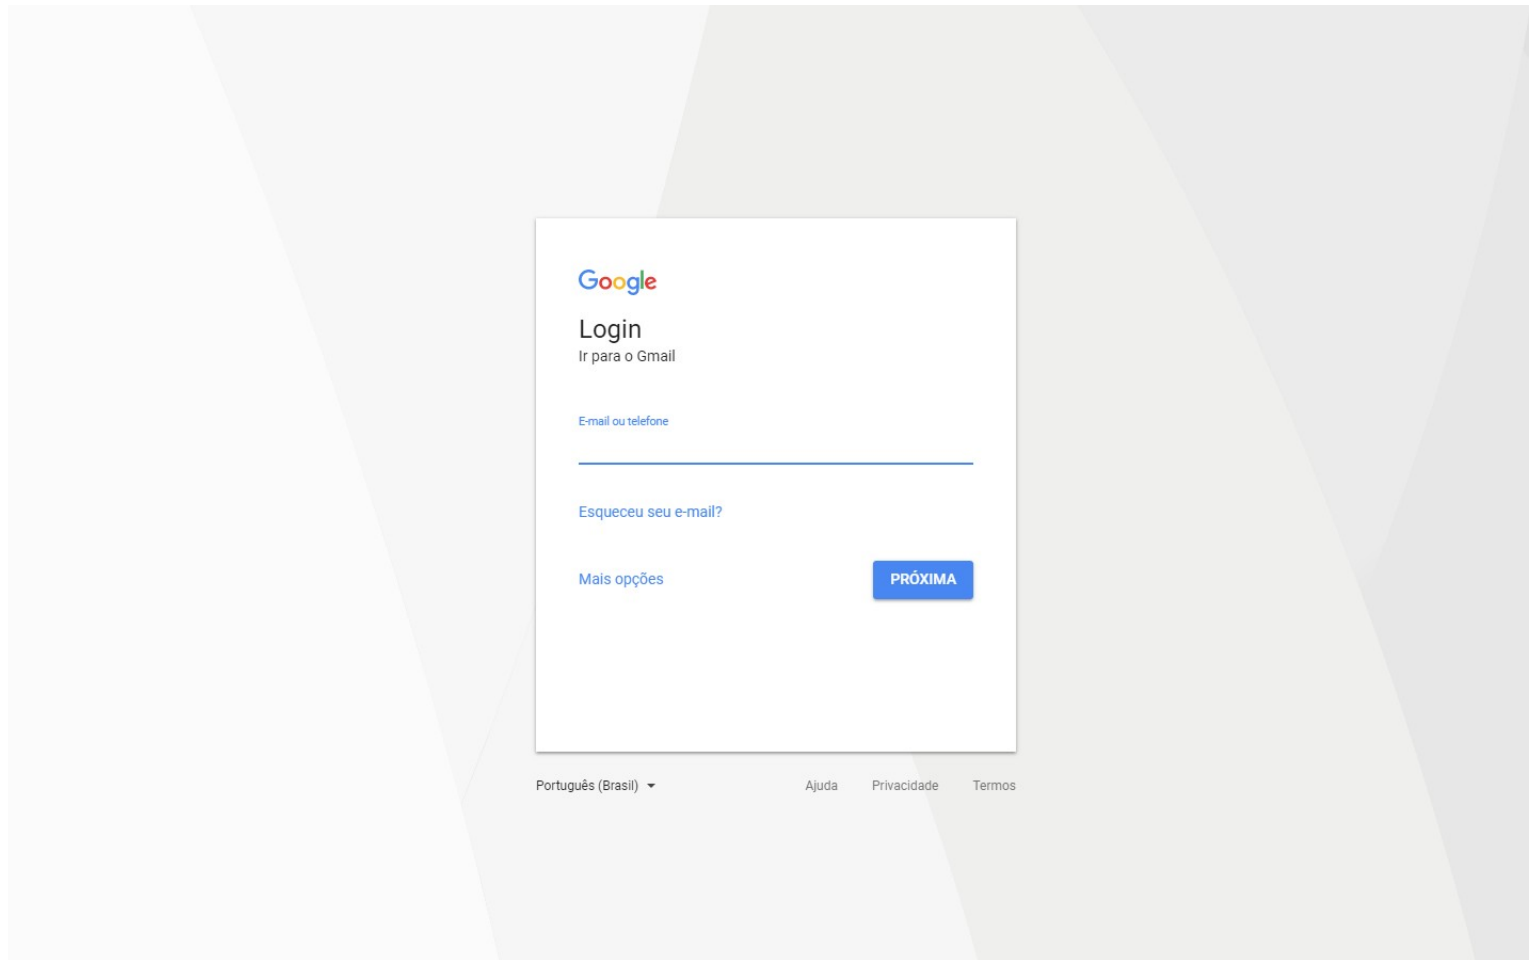 Google
Login
Ir para o Gmail
E-mail ou telefone
Esqueceu seu e-mail?
Mais opções
PRÓXIMA
Português (Brasil)
Ajuda
Privacidade
Termos